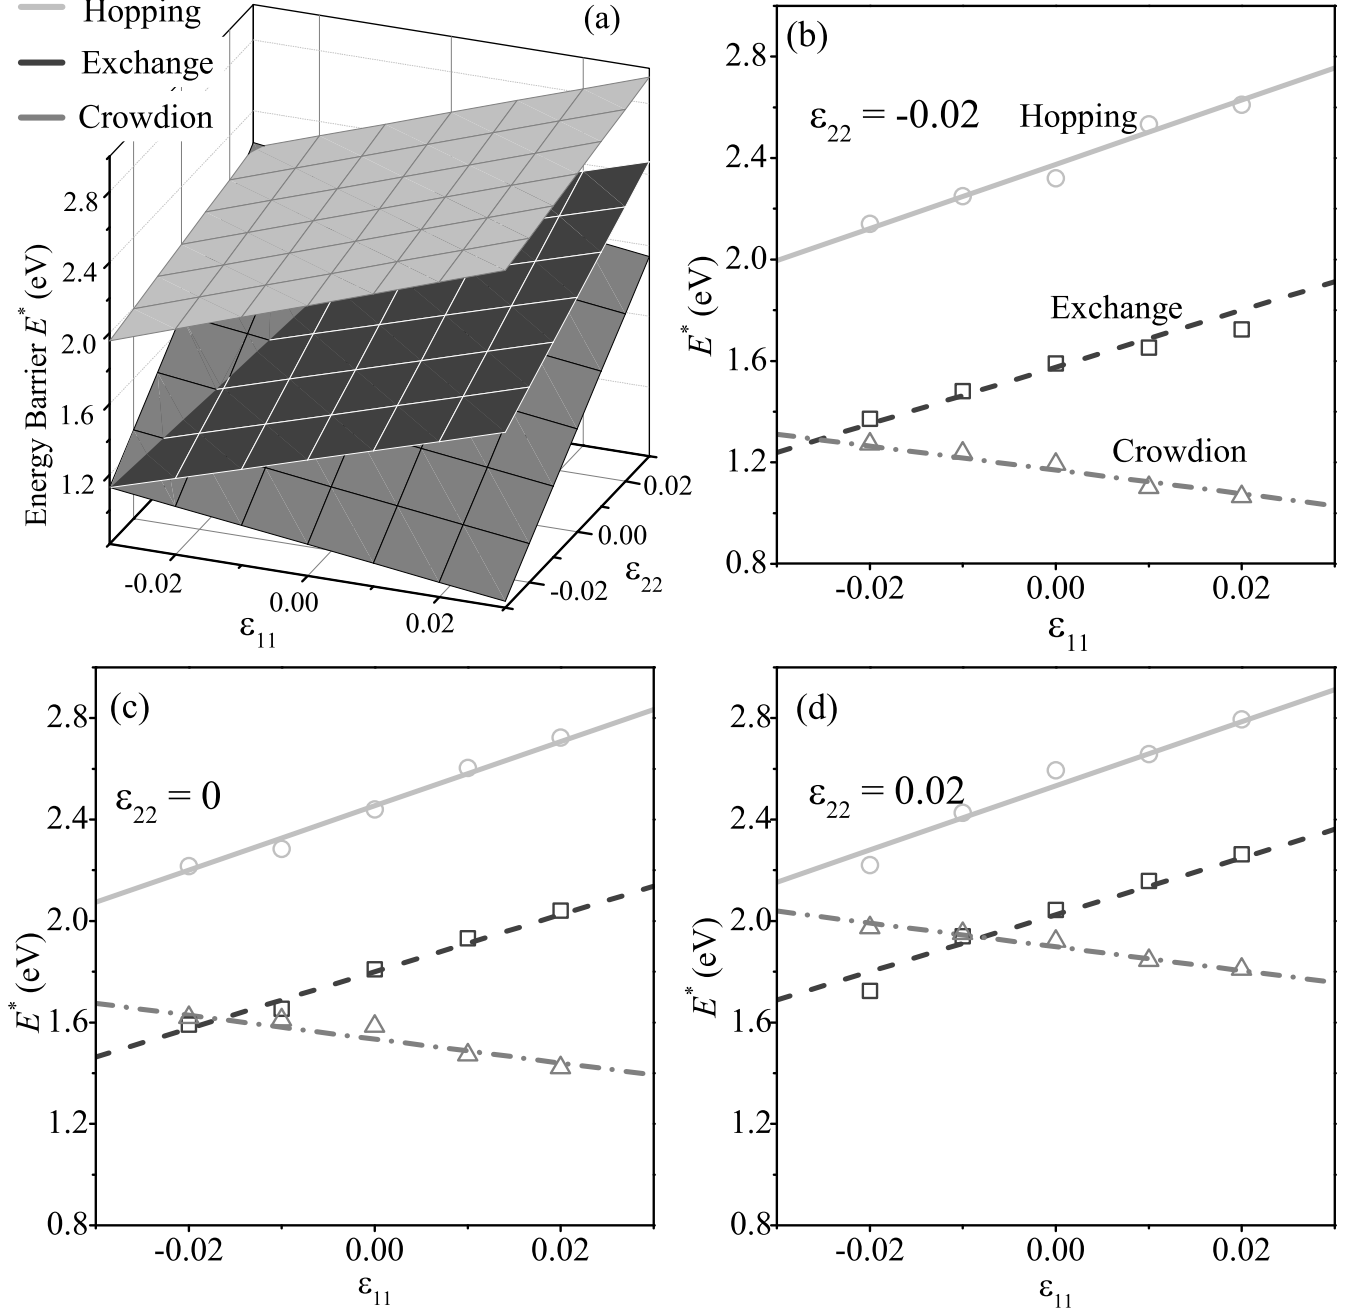 Hopping
Exchange
Crowdion
(a)
Energy Barrier E* (eV)
2.8
2.4
2.0
1.6
1.2
-0.02
0.00
0.02
ε11
-0.02
0.00
0.02
ε22
(b)
ε22 = -0.02
Hopping
Exchange
Crowdion
E* (eV)
2.8
2.4
2.0
1.6
1.2
0.8
-0.02 0.00 0.02
ε11
(c)
ε22 = 0
E* (eV)
2.8
2.4
2.0
1.6
1.2
0.8
-0.02 0.00 0.02
ε11
(d)
ε22 = 0.02
E* (eV)
2.8
2.4
2.0
1.6
1.2
0.8
-0.02 0.00 0.02
ε11